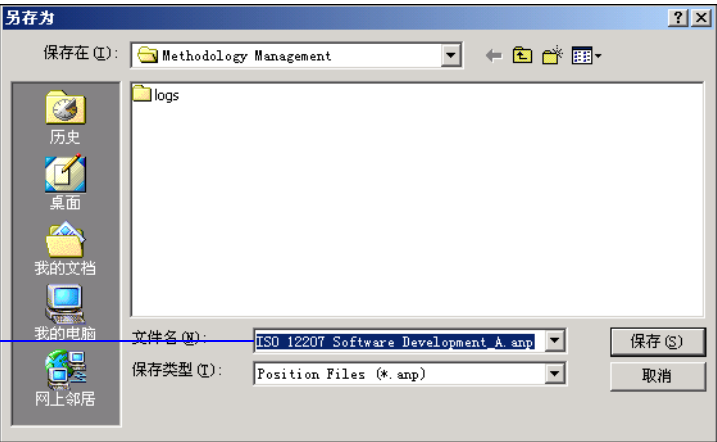 另存为
保存在(I):
Methodology Management
logs
历史
桌面
我的文档
我的电脑
网上邻居
文件名(N):
ISO 12207 Software Development_A.anp
保存(S)
保存类型(T):
Position Files (*.anp)
取消